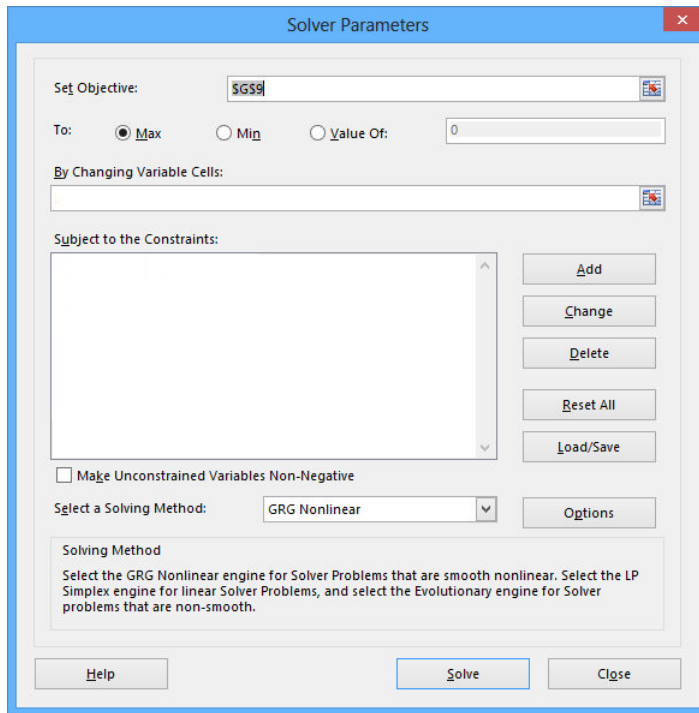 Solver Parameters
Set Objective: $G$9
To: Max Min Value Of: 0
By Changing Variable Cells:
Subject to the Constraints:
Add
Change
Delete
Reset All
Load/Save
Make Unconstrained Variables Non-Negative
Select a Solving Method: GRG Nonlinear Options
Solving Method
Select the GRG Nonlinear engine for Solver Problems that are smooth nonlinear. Select the LP
Simplex engine for linear Solver Problems, and select the Evolutionary engine for Solver
problems that are non-smooth.
Help Solve Close